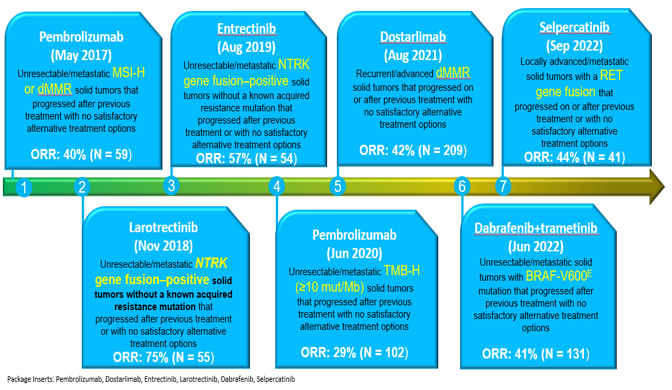 Pembrolizumab
(May 2017)
Unresectable/metastatic MSI-H
or dMMR solid tumors that
progressed after previous
treatment with no satisfactory
alternative treatment options
ORR: 40% (N = 59)
Entrectinib
(Aug 2019)
Unresectable/metastatic NTRK
gene fusion–positive solid
tumors without a known acquired
resistance mutation that
progressed after previous
treatment or with no satisfactory
alternative treatment options
ORR: 57% (N = 54)
Dostarlimab
(Aug 2021)
Recurrent/advanced dMMR
solid tumors that progressed on
or after previous treatment with
no satisfactory alternative
treatment options
ORR: 42% (N = 209)
Selpercatinib
(Sep 2022)
Locally advanced/metastatic
solid tumors with a RET
gene fusion that
progressed on or after previous
treatment or with no satisfactory
alternative treatment options
ORR: 44% (N = 41)
1
2
3
4
5
6
7
Larotrectinib
(Nov 2018)
Unresectable/metastatic NTRK
gene fusion–positive solid
tumors without a known acquired
resistance mutation that
progressed after previous treatment
or with no satisfactory alternative
treatment options
ORR: 75% (N = 55)
Pembrolizumab
(Jun 2020)
Unresectable/metastatic TMB-H
(≥10 mut/Mb) solid tumors
that progressed after previous
treatment with no satisfactory
alternative treatment options
ORR: 29% (N = 102)
Dabrafenib+trametinib
(Jun 2022)
Unresectable/metastatic solid
tumors with BRAF-V600E
mutation that progressed after
previous treatment with no
satisfactory alternative treatment
options
ORR: 41% (N = 131)
Package Inserts: Pembrolizumab, Dostarlimab, Entrectinib, Larotrectinib, Dabrafenib, Selpercatinib